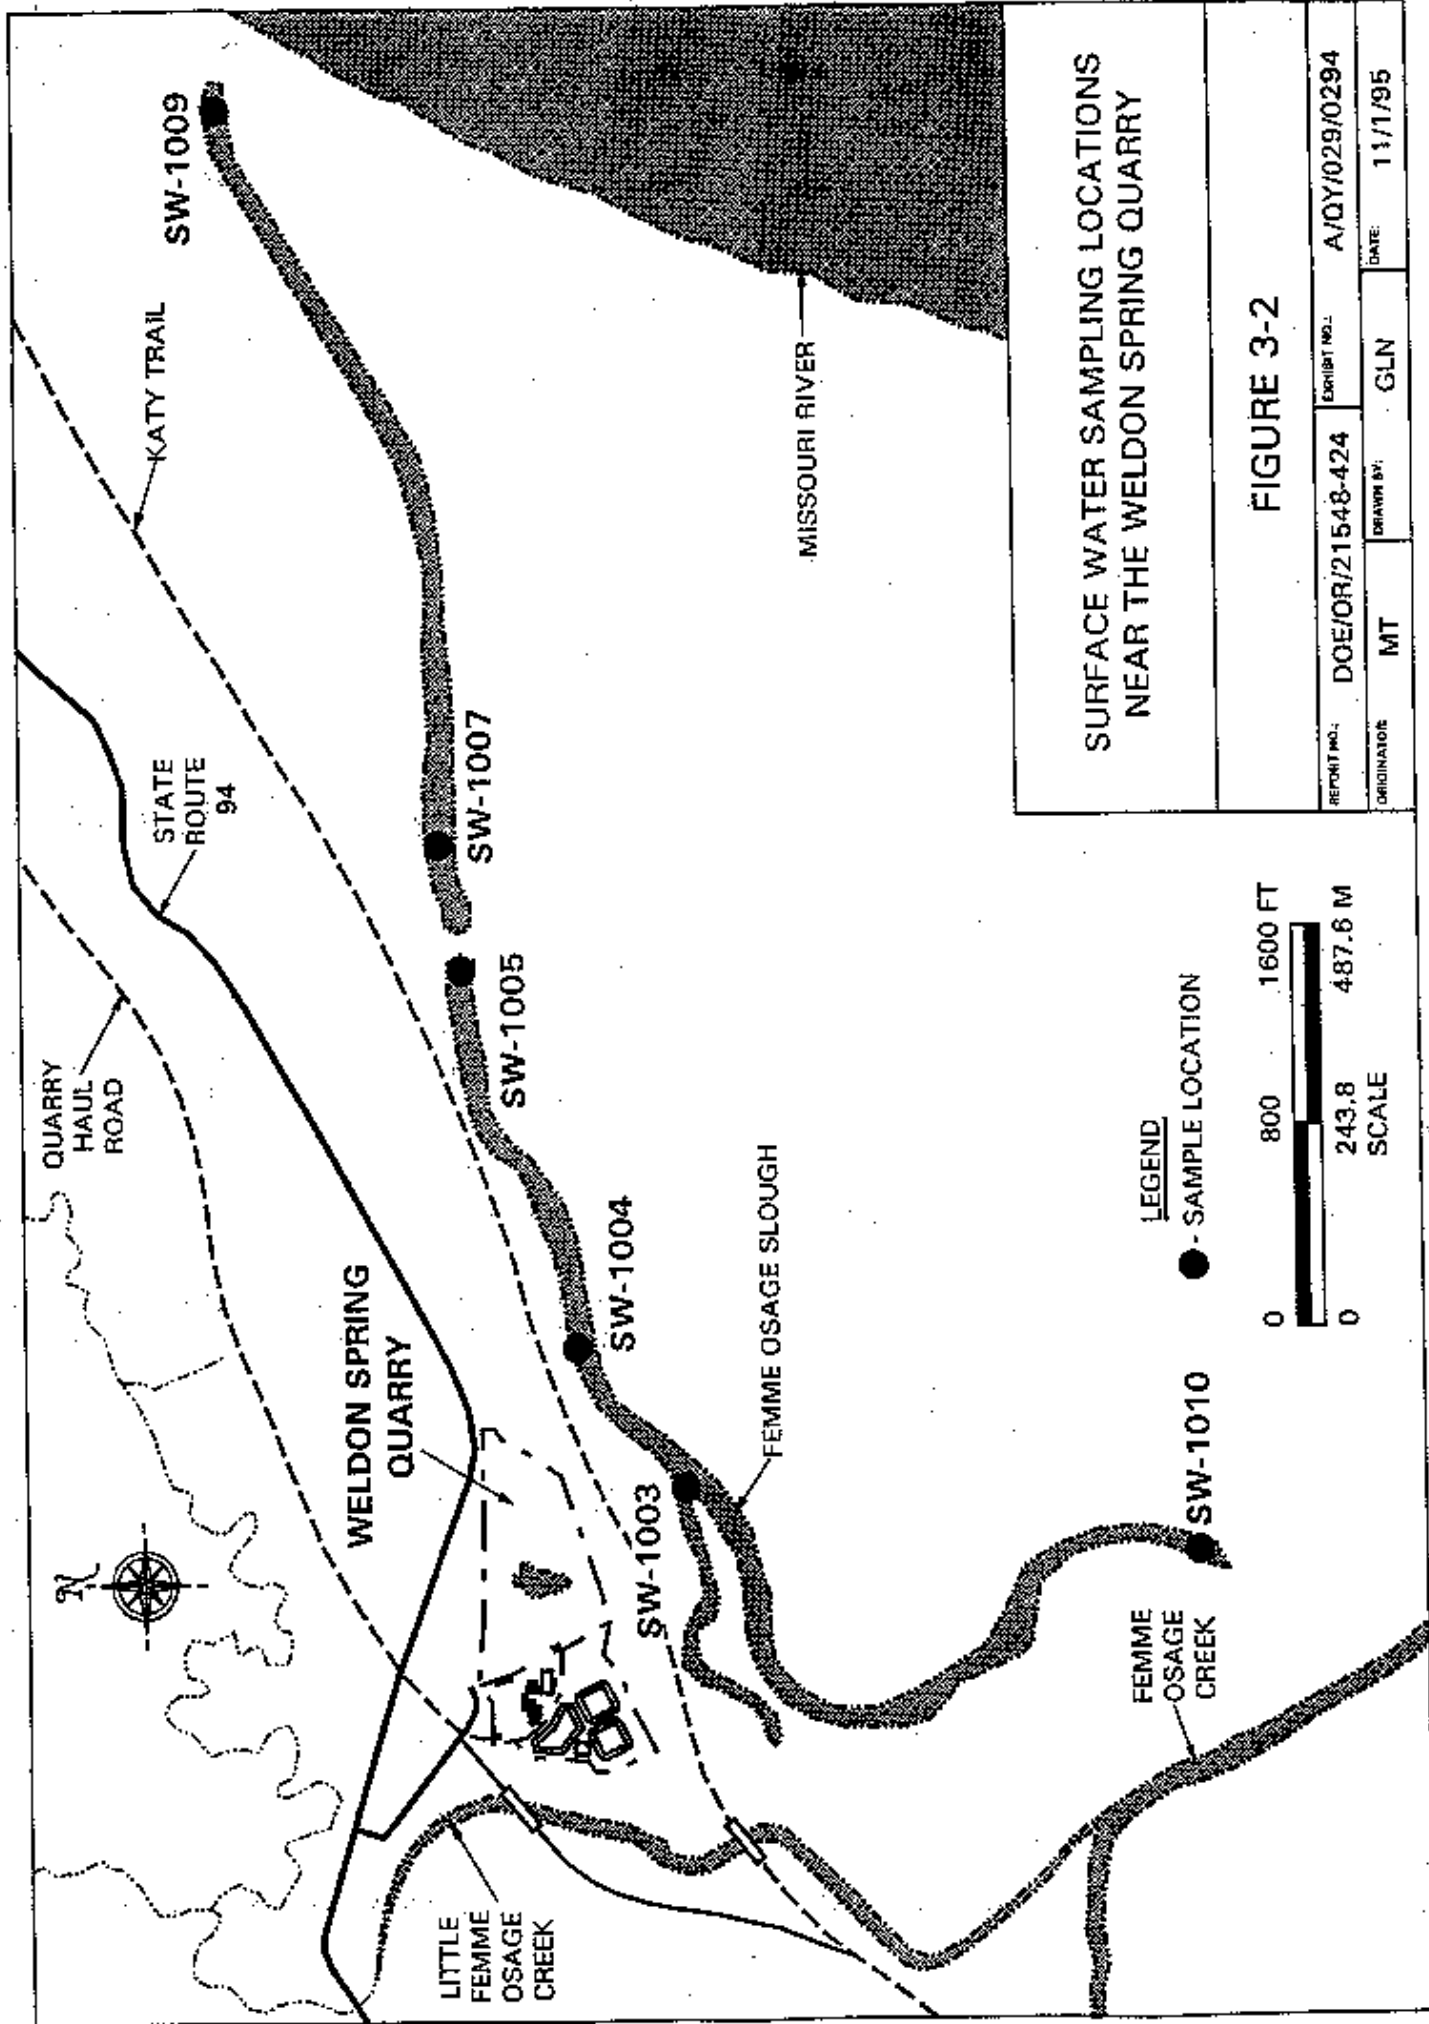 N
QUARRY
HAUL
ROAD
STATE
ROUTE
94
KATY TRAIL
SW-1009
WELDON SPRING
QUARRY
LITTLE
FEMME
OSAGE
CREEK
SW-1003
SW-1004
SW-1005
SW-1007
FEMME OSAGE SLOUGH
MISSOURI RIVER
FEMME
OSAGE
CREEK
SW-1010
LEGEND
- SAMPLE LOCATION
0 800 1600 FT
0 243.8 487.6 M
SCALE
SURFACE WATER SAMPLING LOCATIONS
NEAR THE WELDON SPRING QUARRY
FIGURE 3-2
REPORT NO.: DOE/OR/21548-424 EXHIBIT NO.: A/QY/029/0294
ORIGINATOR: MT DRAWN BY: GLN DATE: 11/1/95